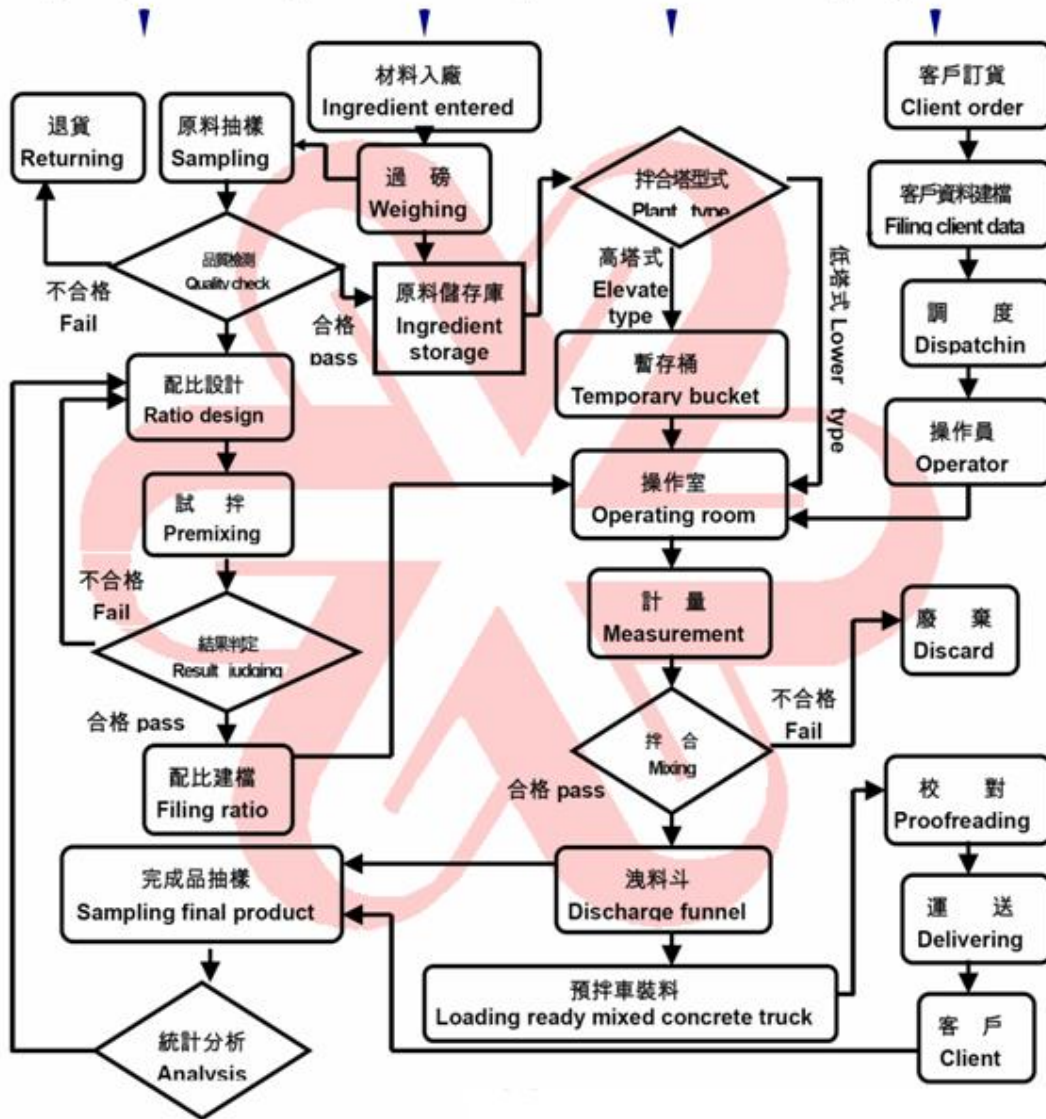 材料入廠
Ingredient entered
客戶訂貨
Client order
退貨
Returning
原料抽樣
Sampling
過 磅
Weighing
拌合塔型式
Plant type
客戶資料建檔
Filing client data
品質檢測
Quality check
不合格
Fail
合格
pass
原料儲存庫
Ingredient
storage
高塔式
Elevate
type
低塔式 Lower type
調 度
Dispatchin
配比設計
Ratio design
暫存桶
Temporary bucket
操作員
Operator
試 拌
Premixing
操作室
Operating room
不合格
Fail
結果判定
Result judging
計 量
Measurement
廢 棄
Discard
合格 pass
拌 合
Mixing
不合格
Fail
合格 pass
配比建檔
Filing ratio
校 對
Proofreading
完成品抽樣
Sampling final product
洩料斗
Discharge funnel
運 送
Delivering
預拌車裝料
Loading ready mixed concrete truck
統計分析
Analysis
客 戶
Client